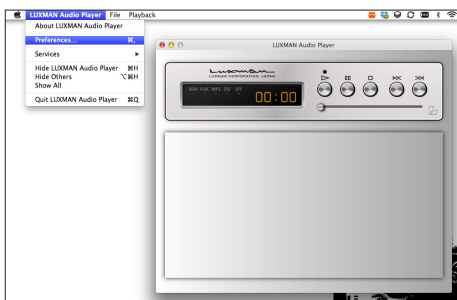 LUXMAN Audio Player File Playback
About LUXMAN Audio Player
Preferences... ⌘,
Services
Hide LUXMAN Audio Player ⌘H
Hide Others ⌥⌘H
Show All
Quit LUXMAN Audio Player ⌘Q
LUXMAN Audio Player
Luxman
LUXMAN CORPORATION, JAPAN
WAV FLAC MP3 DSF DFF
00:00